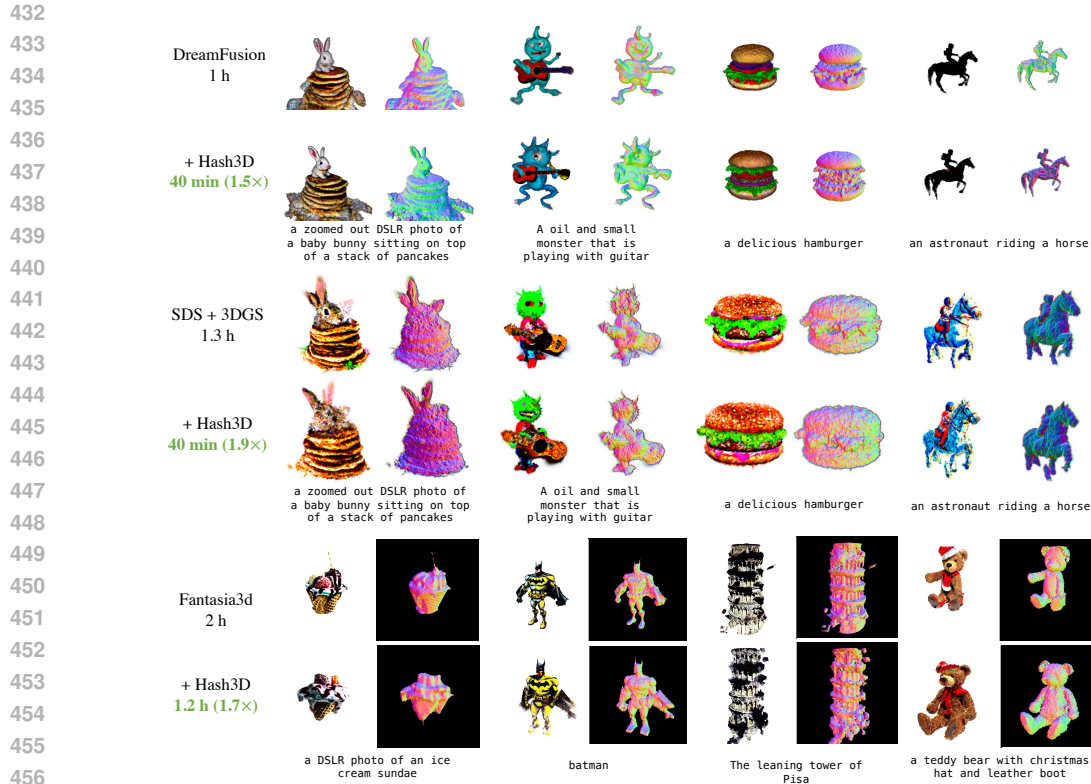 432
433
434
435
436
437
438
439
440
441
442
443
444
445
446
447
448
449
450
451
452
453
454
455
456
DreamFusion
1 h
+ Hash3D
40 min (1.5×)
a zoomed out DSLR photo of
a baby bunny sitting on top
of a stack of pancakes
A oil and small
monster that is
playing with guitar
a delicious hamburger
an astronaut riding a horse
SDS + 3DGS
1.3 h
+ Hash3D
40 min (1.9×)
a zoomed out DSLR photo of
a baby bunny sitting on top
of a stack of pancakes
A oil and small
monster that is
playing with guitar
a delicious hamburger
an astronaut riding a horse
Fantasia3d
2 h
+ Hash3D
1.2 h (1.7×)
a DSLR photo of an ice
cream sundae
batman
The leaning tower of
Pisa
a teddy bear with christmas
hat and leather boot